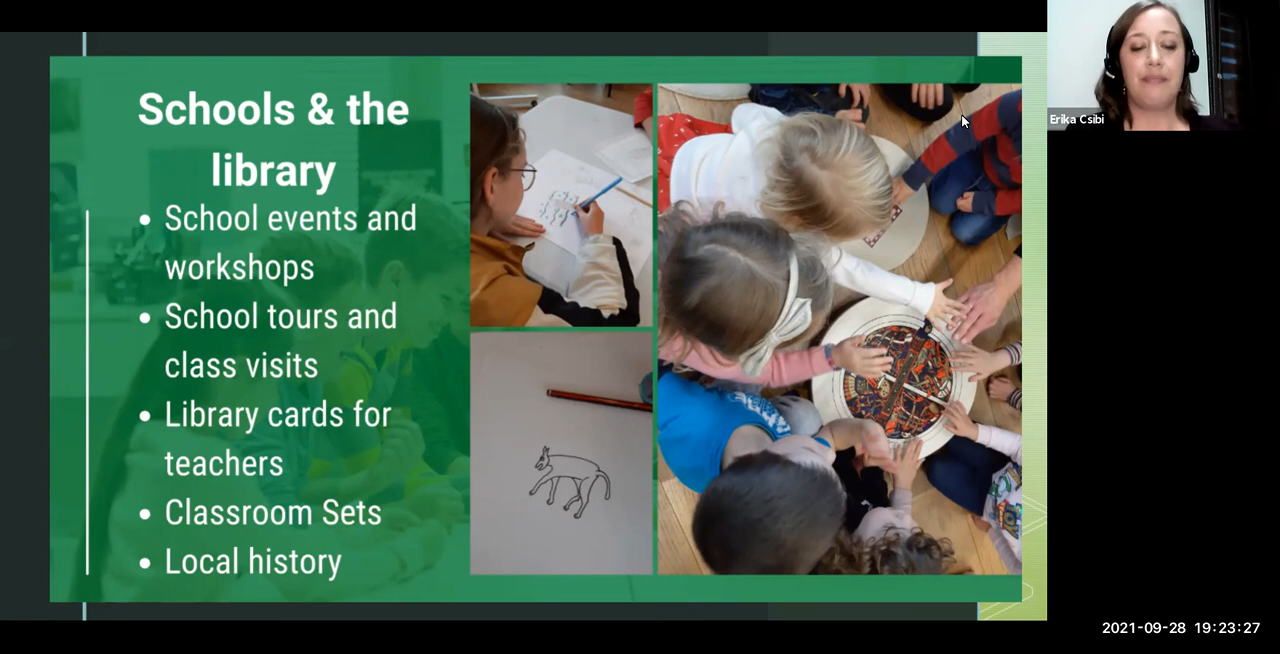 Schools & the
library
• School events and
workshops
• School tours and
class visits
• Library cards for
teachers
• Classroom Sets
• Local history
Erika Csibi
2021-09-28 19:23:27